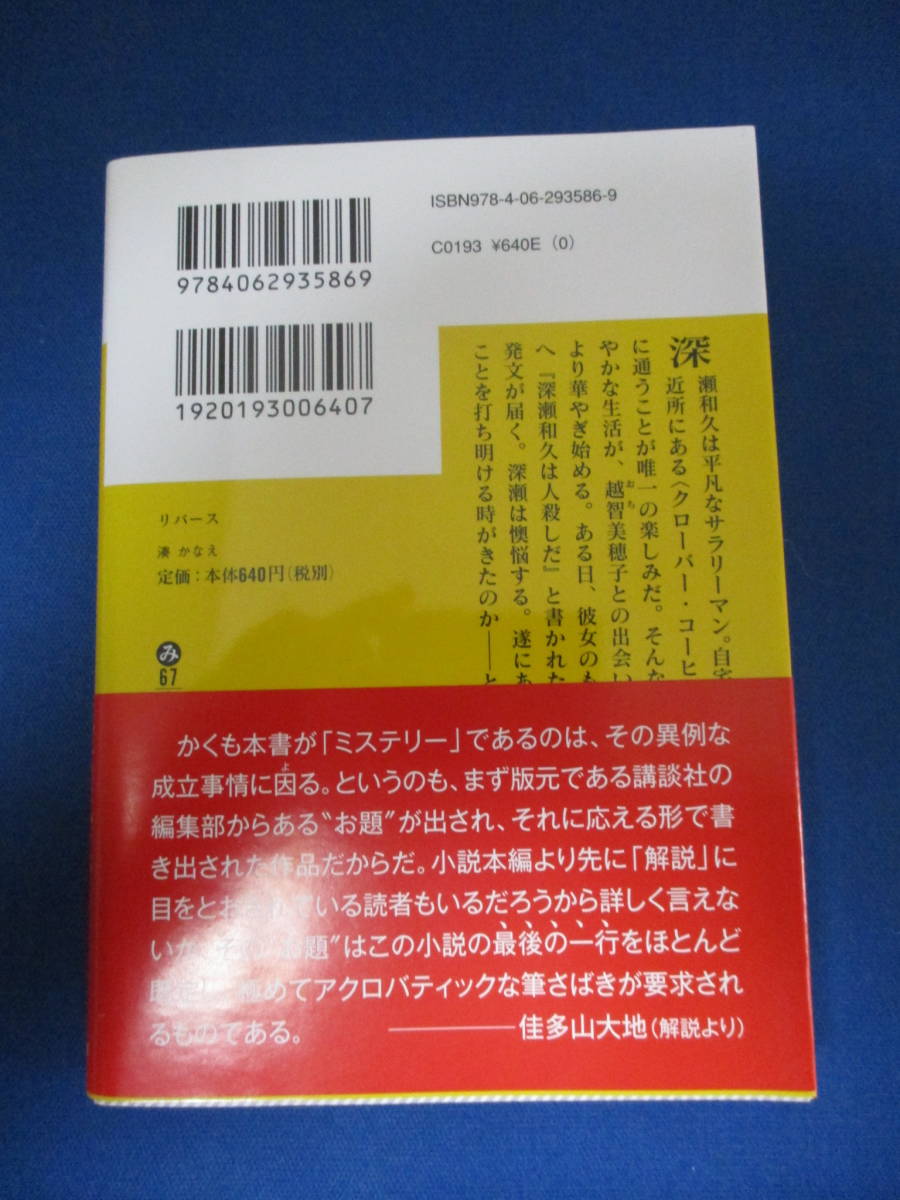 ISBN978-4-06-293586-9
C0193 ¥640E (0)
9784062935869
1920193006407
深瀬和久は平凡なサラリーマン。自宅
近所にある〈クローバー・コーヒ
に通うことが唯一の楽しみだ。そんな
やかな生活が、越智美穂子との出会い
おち
より華やぎ始める。ある日、彼女のも
へ『深瀬和久は人殺しだ』と書かれた
発文が届く。深瀬は懊悩する。遂にあ
ことを打ち明ける時がきたのか――と
リバース
湊 かなえ
定価:本体640円(税別)
み
67
かくも本書が「ミステリー」であるのは、その異例な
成立事情に因る。というのも、まず版元である講談社の
よ
編集部からある“お題”が出され、それに応える形で書
き出された作品だからだ。小説本編より先に「解説」に
目をとお れている読者もいるだろうから詳しく言えな
いが、その“お題”はこの小説の最後の一行をほとんど
めてアクロバティックな筆さばきが要求され
るものである。 ――佳多山大地(解説より)